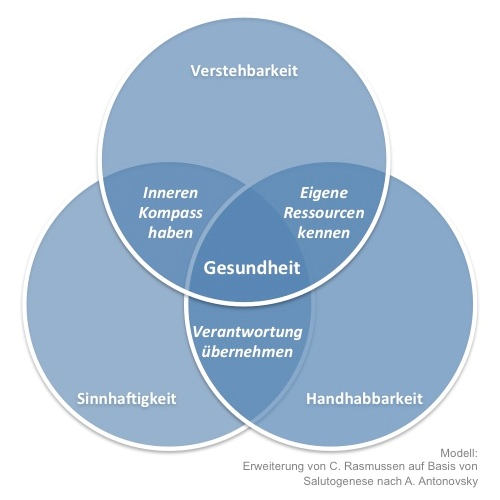 Verstehbarkeit
Inneren
Kompass
haben
Eigene
Ressourcen
kennen
Gesundheit
Verantwortung
übernehmen
Sinnhaftigkeit
Handhabbarkeit
Modell:
Erweiterung von C. Rasmussen auf Basis von
Salutogenese nach A. Antonovsky